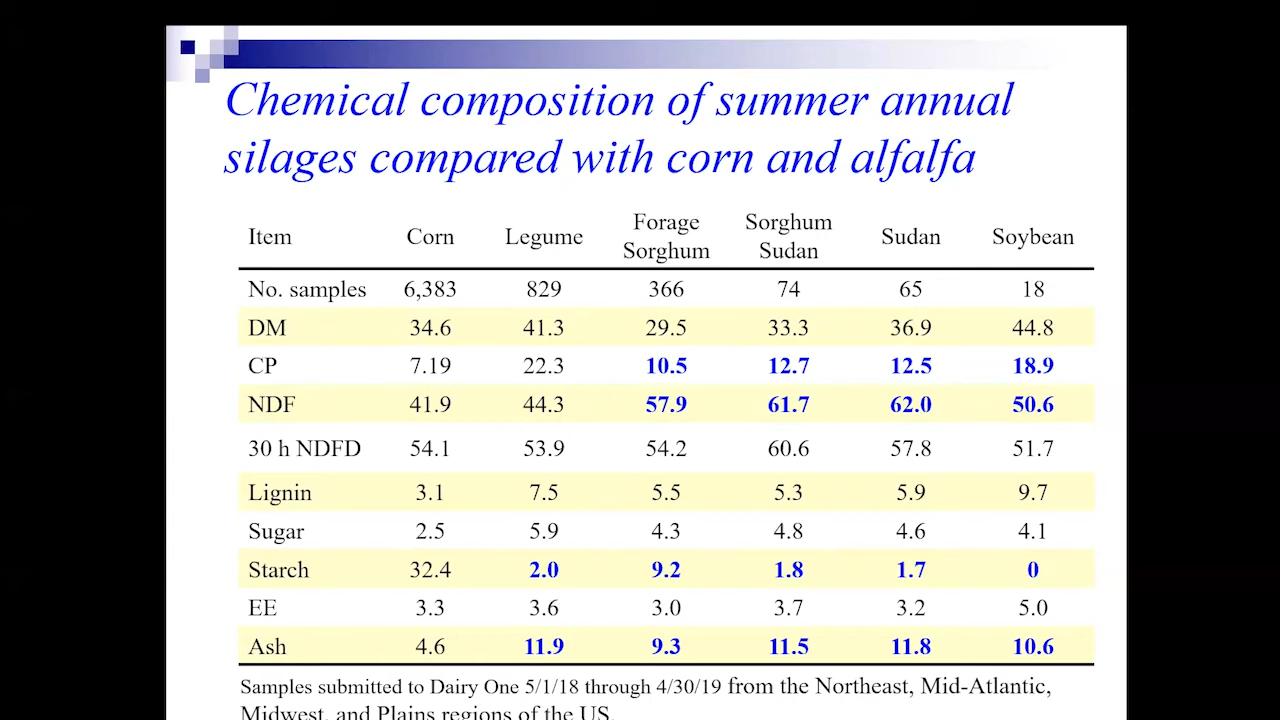 Chemical composition of summer annual
silages compared with corn and alfalfa
Item Corn Legume Forage Sorghum Sorghum Sudan Sudan Soybean
No. samples 6,383 829 366 74 65 18
DM 34.6 41.3 29.5 33.3 36.9 44.8
CP 7.19 22.3 10.5 12.7 12.5 18.9
NDF 41.9 44.3 57.9 61.7 62.0 50.6
30 h NDFD 54.1 53.9 54.2 60.6 57.8 51.7
Lignin 3.1 7.5 5.5 5.3 5.9 9.7
Sugar 2.5 5.9 4.3 4.8 4.6 4.1
Starch 32.4 2.0 9.2 1.8 1.7 0
EE 3.3 3.6 3.0 3.7 3.2 5.0
Ash 4.6 11.9 9.3 11.5 11.8 10.6
Samples submitted to Dairy One 5/1/18 through 4/30/19 from the Northeast, Mid-Atlantic,
Midwest, and Plains regions of the US.